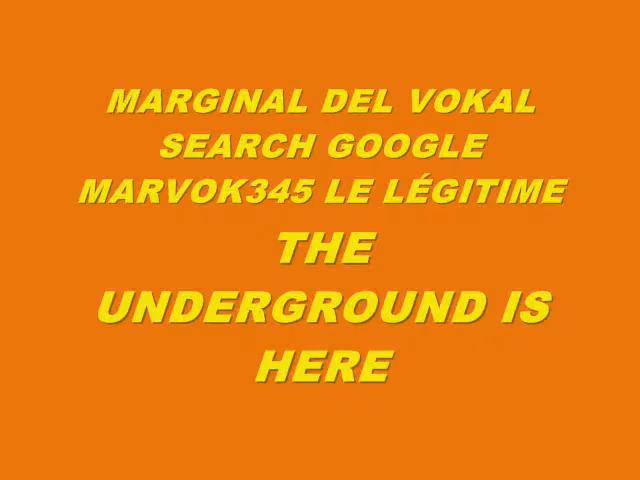 MARGINAL DEL VOKAL
SEARCH GOOGLE
MARVOK345 LE LÉGITIME
THE
UNDERGROUND IS
HERE